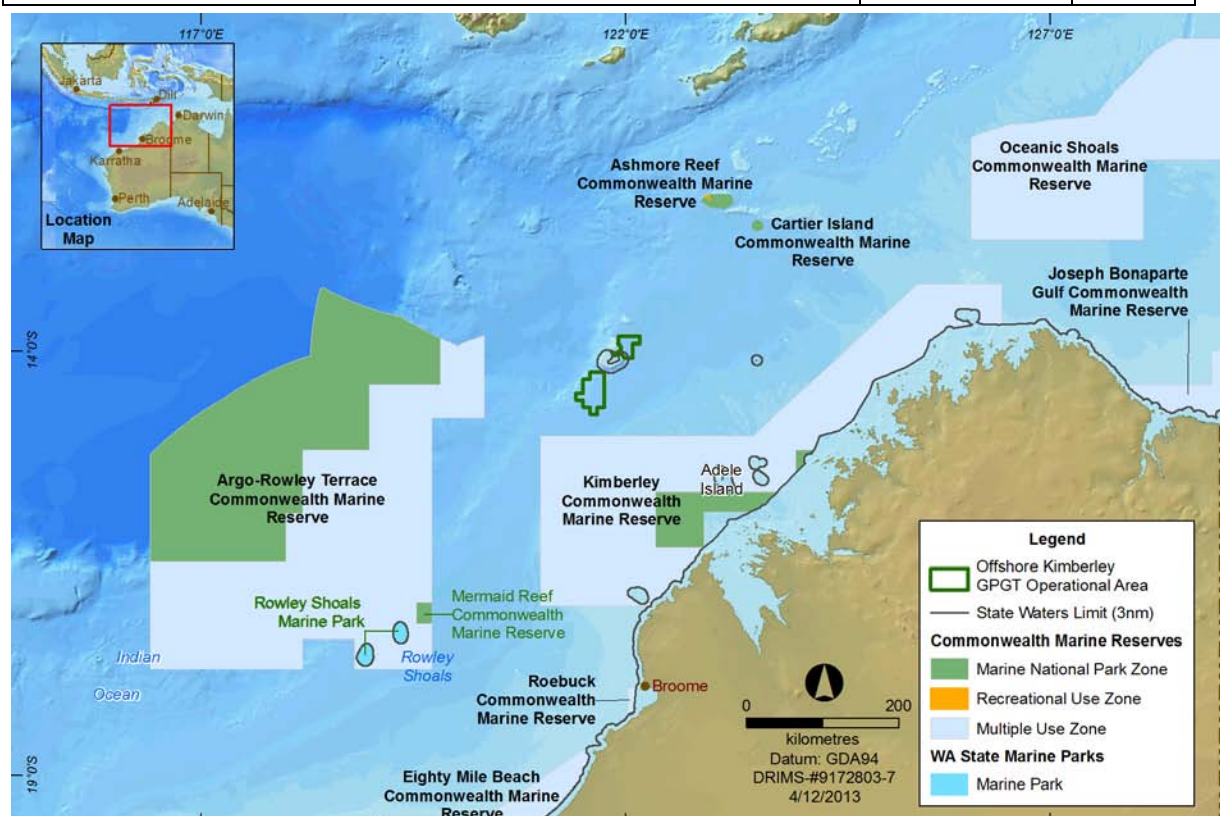 117°0'E
122°0'E
127°0'E
14°0'S
19°0'S
Jakarta
Dili
Darwin
Broome
Karratha
Perth
Adelaide
Location
Map
Ashmore Reef
Commonwealth Marine
Reserve
Cartier Island
Commonwealth Marine
Reserve
Oceanic Shoals
Commonwealth Marine
Reserve
Joseph Bonaparte
Gulf Commonwealth
Marine Reserve
Argo-Rowley Terrace
Commonwealth Marine
Reserve
Kimberley
Commonwealth
Marine Reserve
Adele
Island
Rowley Shoals
Marine Park
Mermaid Reef
Commonwealth
Marine Reserve
Rowley
Shoals
Indian
Ocean
Roebuck
Commonwealth
Marine Reserve
Broome
Eighty Mile Beach
Commonwealth Marine
Reserve
0 200
kilometres
Datum: GDA94
DRIMS-#9172803-7
4/12/2013
Legend
Offshore Kimberley
GPGT Operational Area
State Waters Limit (3nm)
Commonwealth Marine Reserves
Marine National Park Zone
Recreational Use Zone
Multiple Use Zone
WA State Marine Parks
Marine Park